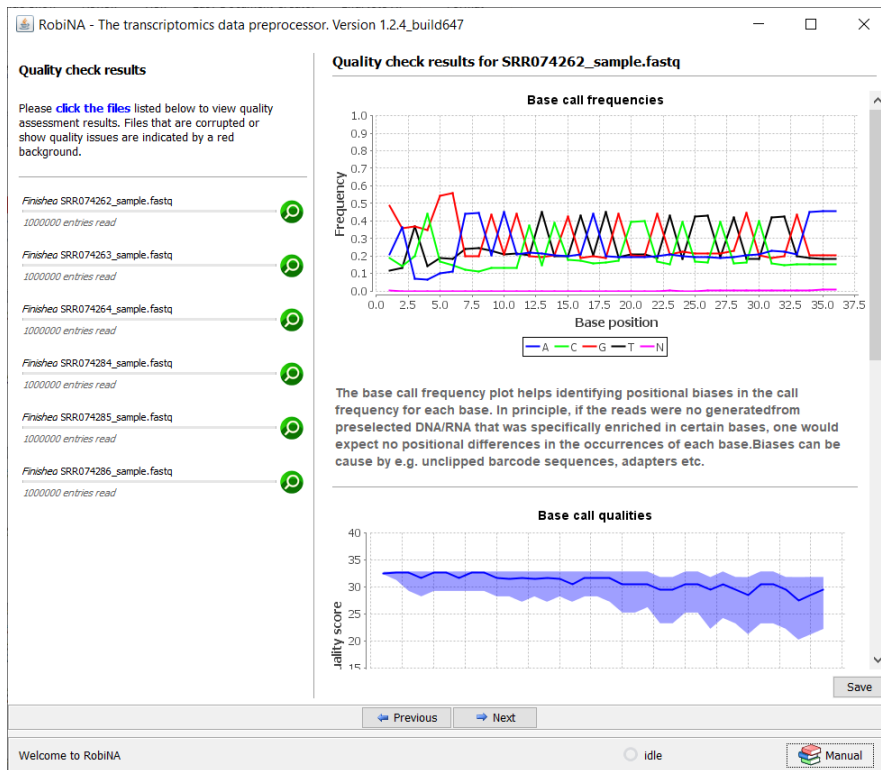 RobiNA - The transcriptomics data preprocessor. Version 1.2.4_build647
Quality check results
Please click the files listed below to view quality
assessment results. Files that are corrupted or
show quality issues are indicated by a red
background.
Finished SRR074262_sample.fastq
1000000 entries read
Finished SRR074263_sample.fastq
1000000 entries read
Finished SRR074264_sample.fastq
1000000 entries read
Finished SRR074284_sample.fastq
1000000 entries read
Finished SRR074285_sample.fastq
1000000 entries read
Finished SRR074286_sample.fastq
1000000 entries read
Quality check results for SRR074262_sample.fastq
Base call frequencies
1.0
0.9
0.8
0.7
0.6
0.5
0.4
0.3
0.2
0.1
0.0
Frequency
0.0 2.5 5.0 7.5 10.0 12.5 15.0 17.5 20.0 22.5 25.0 27.5 30.0 32.5 35.0 37.5
Base position
A C G T N
The base call frequency plot helps identifying positional biases in the call
frequency for each base. In principle, if the reads were no generatedfrom
preselected DNA/RNA that was specifically enriched in certain bases, one would
expect no positional differences in the occurrences of each base.Biases can be
cause by e.g. unclipped barcode sequences, adapters etc.
Base call qualities
40
35
30
25
20
15
uality score
Save
Previous Next
Welcome to RobiNA
idle
Manual